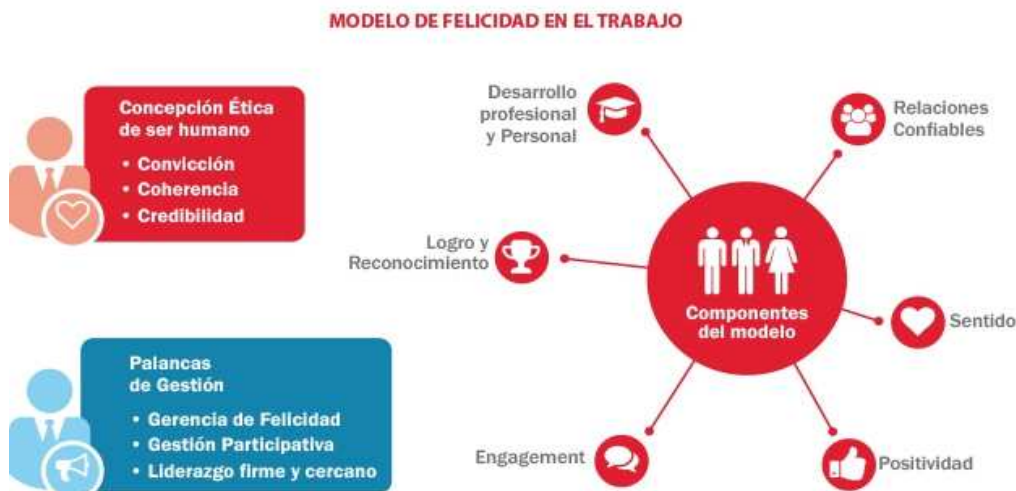 MODELO DE FELICIDAD EN EL TRABAJO
Concepción Ética
de ser humano
• Convicción
• Coherencia
• Credibilidad
Palancas
de Gestión
• Gerencia de Felicidad
• Gestión Participativa
• Liderazgo firme y cercano
Desarrollo
profesional
y Personal
Relaciones
Confiables
Logro y
Reconocimiento
Componentes
del modelo
Sentido
Engagement
Positividad